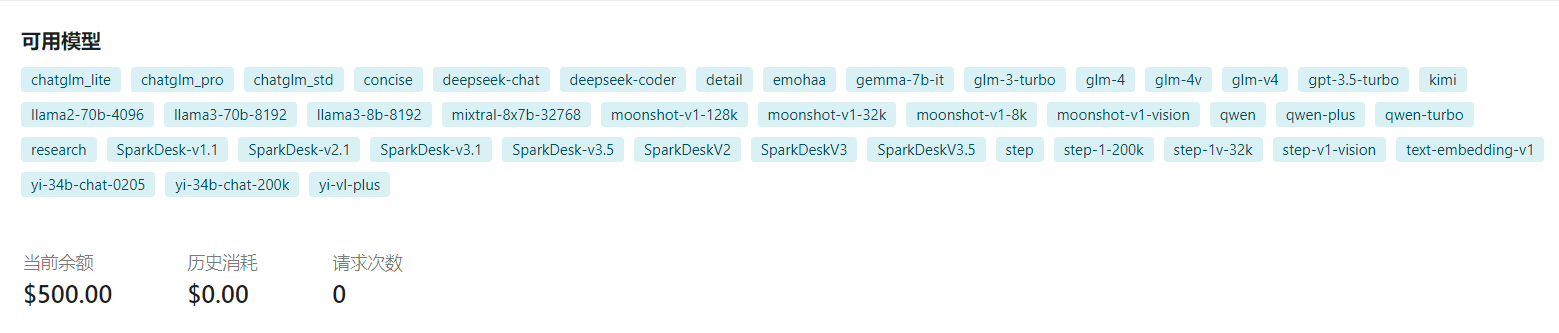 可用模型
chatglm_lite chatglm_pro chatglm_std concise deepseek-chat deepseek-coder detail emohaa gemma-7b-it glm-3-turbo glm-4 glm-4v glm-v4 gpt-3.5-turbo kimi
llama2-70b-4096 llama3-70b-8192 llama3-8b-8192 mixtral-8x7b-32768 moonshot-v1-128k moonshot-v1-32k moonshot-v1-8k moonshot-v1-vision qwen qwen-plus qwen-turbo
research SparkDesk-v1.1 SparkDesk-v2.1 SparkDesk-v3.1 SparkDesk-v3.5 SparkDeskV2 SparkDeskV3 SparkDeskV3.5 step step-1-200k step-1v-32k step-v1-vision text-embedding-v1
yi-34b-chat-0205 yi-34b-chat-200k yi-vl-plus
当前余额 历史消耗 请求次数
$500.00 $0.00 0